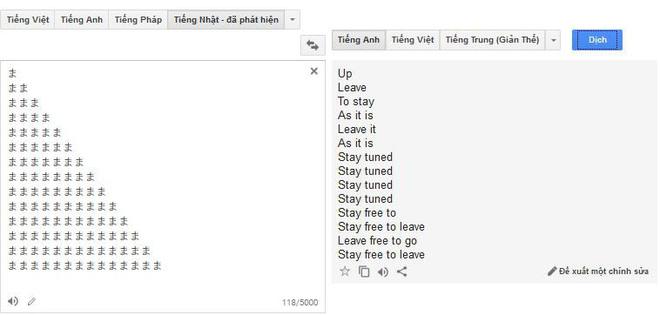 Tiếng Việt Tiếng Anh Tiếng Pháp Tiếng Nhật - đã phát hiện
Tiếng Anh Tiếng Việt Tiếng Trung (Giản Thể) Dịch
ま
まま
ままま
まままま
ままままま
まままままま
ままままままま
まままままままま
ままままままままま
まままままままままま
ままままままままままま
まままままままままままま
ままままままままままままま
まままままままままままままま
118/5000
Up
Leave
To stay
As it is
Leave it
As it is
Stay tuned
Stay tuned
Stay tuned
Stay tuned
Stay free to
Stay free to leave
Leave free to go
Stay free to leave
Đề xuất một chỉnh sửa